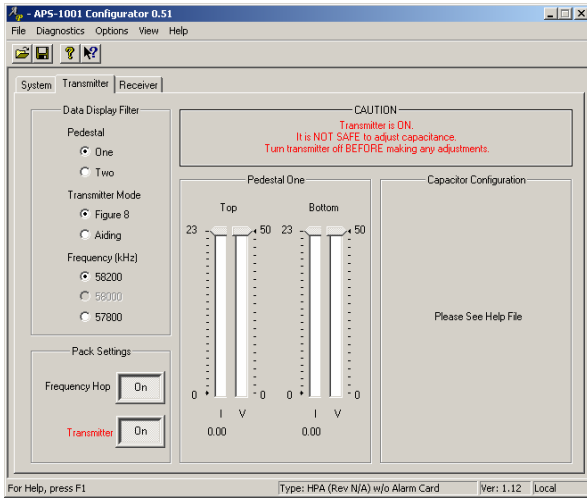 - APS-1001 Configurator 0.51
File Diagnostics Options View Help
System Transmitter Receiver
Data Display Filter
Pedestal
One
Two
Transmitter Mode
Figure 8
Aiding
Frequency (kHz)
58200
58000
57800
Pack Settings
Frequency Hop On
Transmitter On
CAUTION
Transmitter is ON.
It is NOT SAFE to adjust capacitance.
Turn transmitter off BEFORE making any adjustments.
Pedestal One
Top Bottom
23 50 23 50
0 0 0 0
I V I V
0.00 0.00
Capacitor Configuration
Please See Help File
For Help, press F1 Type: HPA (Rev N/A) w/o Alarm Card Ver: 1.12 Local